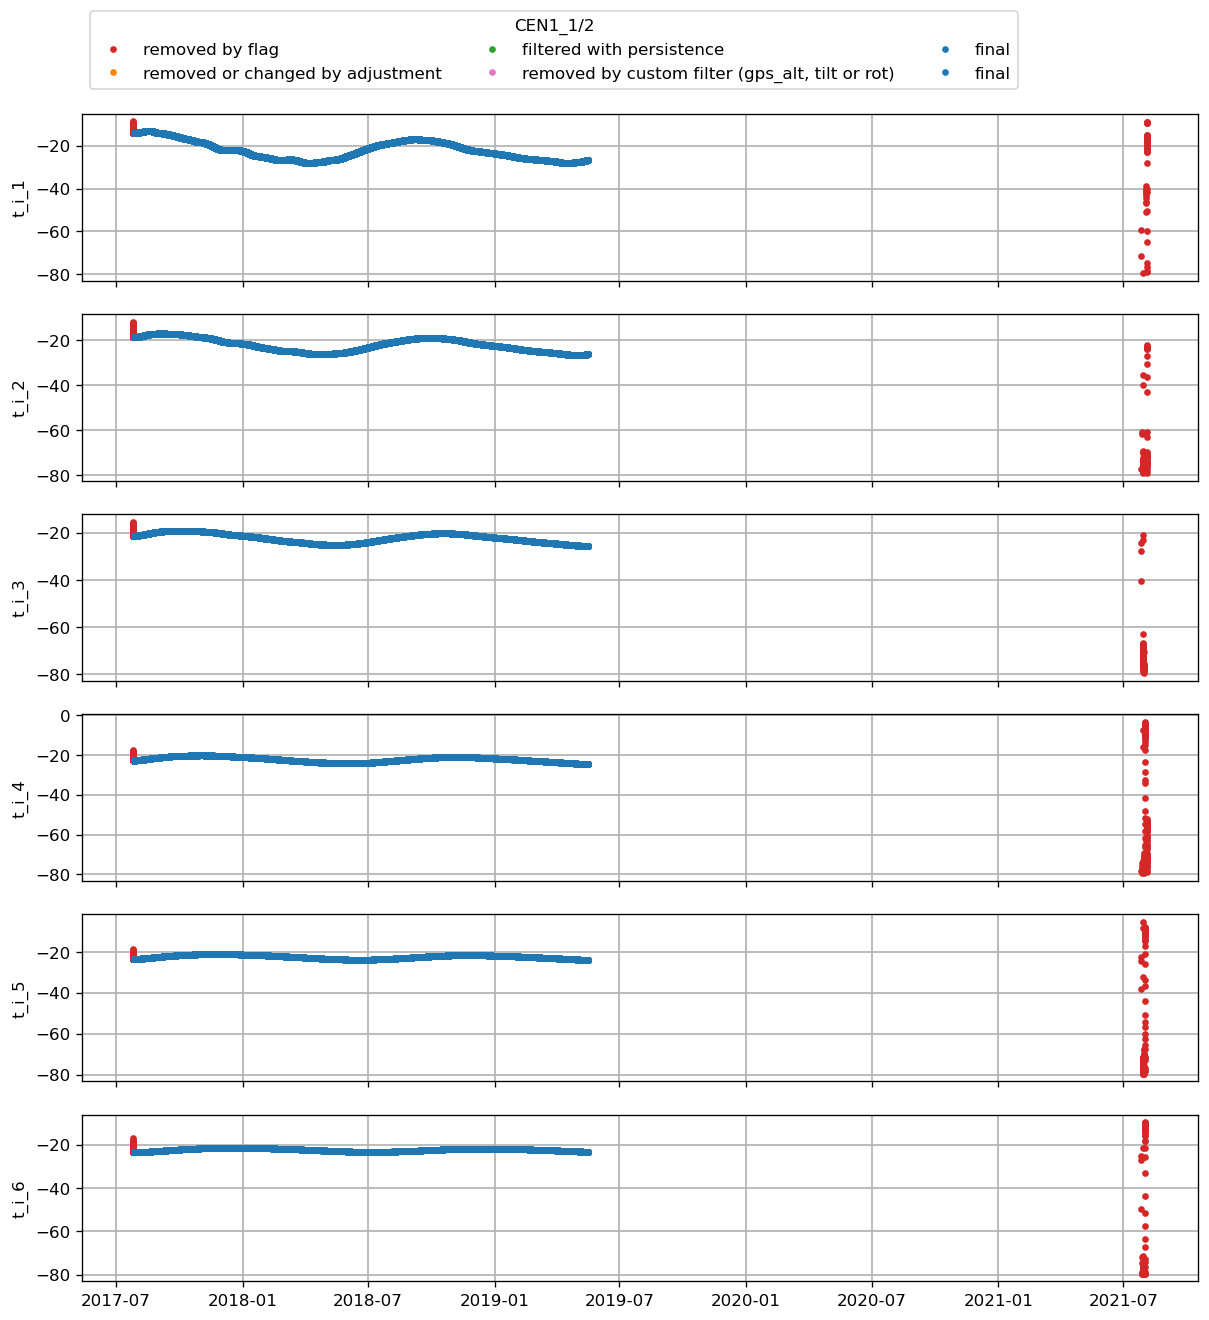 CEN1_1/2
removed by flag
filtered with persistence
final
removed or changed by adjustment
removed by custom filter (gps_alt, tilt or rot)
final
−20
−40
−60
−80
t_i_1
−20
−40
−60
−80
t_i_2
−20
−40
−60
−80
t_i_3
0
−20
−40
−60
−80
t_i_4
−20
−40
−60
−80
t_i_5
−20
−40
−60
−80
t_i_6
2017-07 2018-01 2018-07 2019-01 2019-07 2020-01 2020-07 2021-01 2021-07